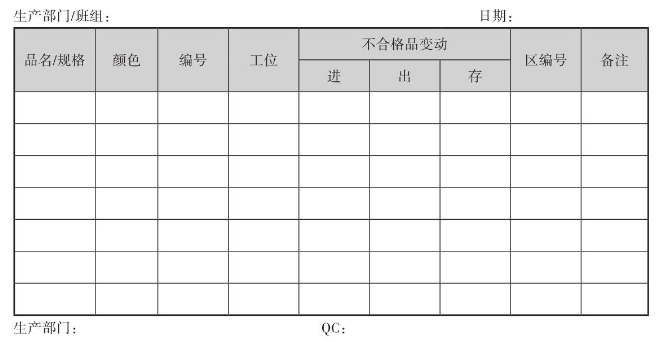 生产部门/班组： 日期：
品名/规格 颜色 编号 工位 不合格品变动 区编号 备注
进 出 存
生产部门： QC：